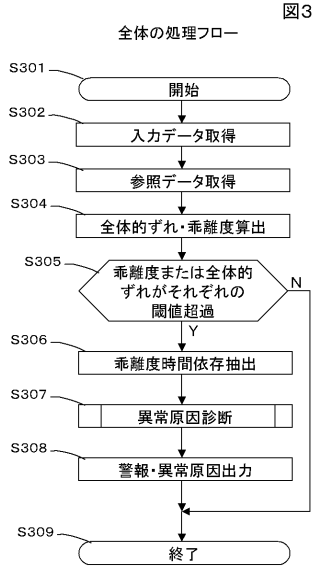 図3
全体の処理フロー
S301
開始
S302
入力データ取得
S303
参照データ取得
S304
全体的ずれ・乖離度算出
S305
乖離度または全体的
ずれがそれぞれの
閾値超過
N
Y
S306
乖離度時間依存抽出
S307
異常原因診断
S308
警報・異常原因出力
S309
終了